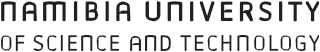 NAMIBIA UNIVERSITY
OF SCIENCE AND TECHNOLOGY